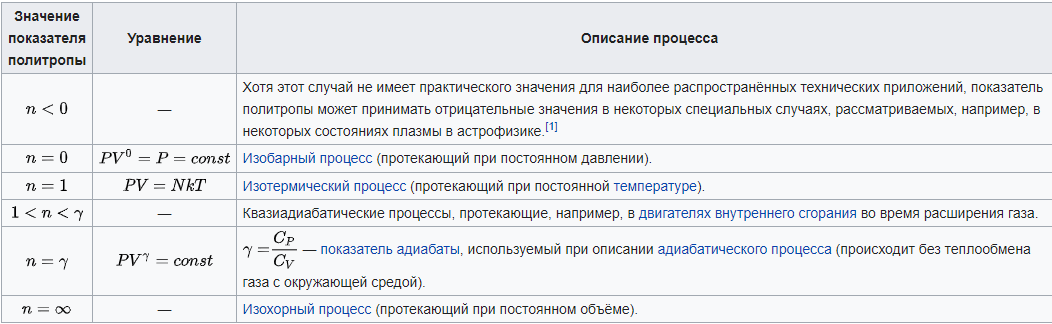 Значение показателя политропы
Уравнение
Описание процесса
n < 0
—
Хотя этот случай не имеет практического значения для наиболее распространённых технических приложений, показатель
политропы может принимать отрицательные значения в некоторых специальных случаях, рассматриваемых, например, в
некоторых состояниях плазмы в астрофизике.[1]
n = 0
PV⁰ = P = const
Изобарный процесс (протекающий при постоянном давлении).
n = 1
PV = NkT
Изотермический процесс (протекающий при постоянной температуре).
1 < n < γ
—
Квазиадиабатические процессы, протекающие, например, в двигателях внутреннего сгорания во время расширения газа.
n = γ
PV^γ = const
γ = C_P / C_V — показатель адиабаты, используемый при описании адиабатического процесса (происходит без теплообмена
газа с окружающей средой).
n = ∞
—
Изохорный процесс (протекающий при постоянном объёме).